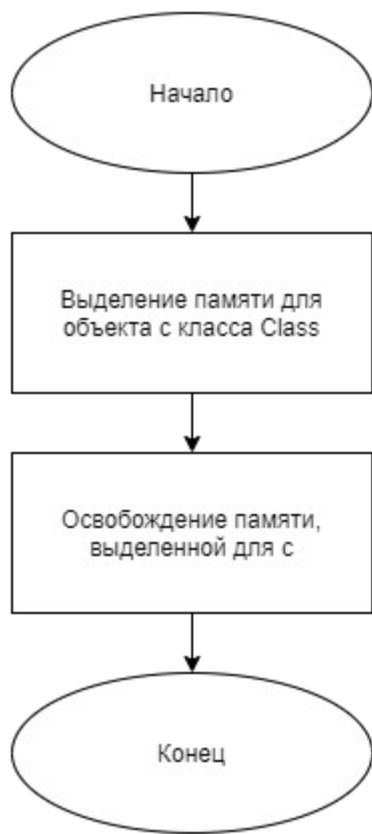 Начало
Выделение памяти для
объекта с класса Class
Освобождение памяти,
выделенной для с
Конец